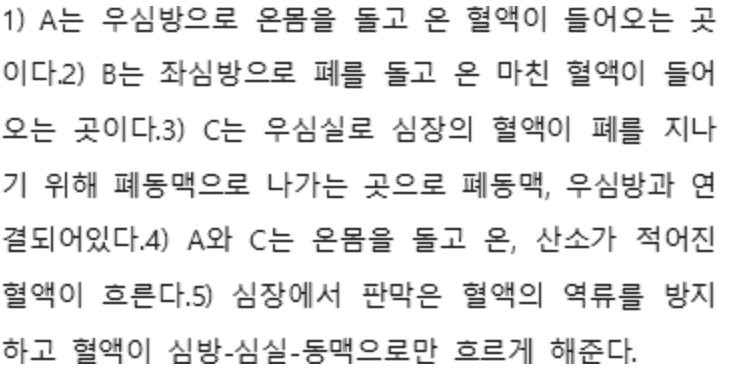 1) A는 우심방으로 온몸을 돌고 온 혈액이 들어오는 곳
이다.2) B는 좌심방으로 폐를 돌고 온 마친 혈액이 들어
오는 곳이다.3) C는 우심실로 심장의 혈액이 폐를 지나
기 위해 폐동맥으로 나가는 곳으로 폐동맥, 우심방과 연
결되어있다.4) A와 C는 온몸을 돌고 온, 산소가 적어진
혈액이 흐른다.5) 심장에서 판막은 혈액의 역류를 방지
하고 혈액이 심방-심실-동맥으로만 흐르게 해준다.